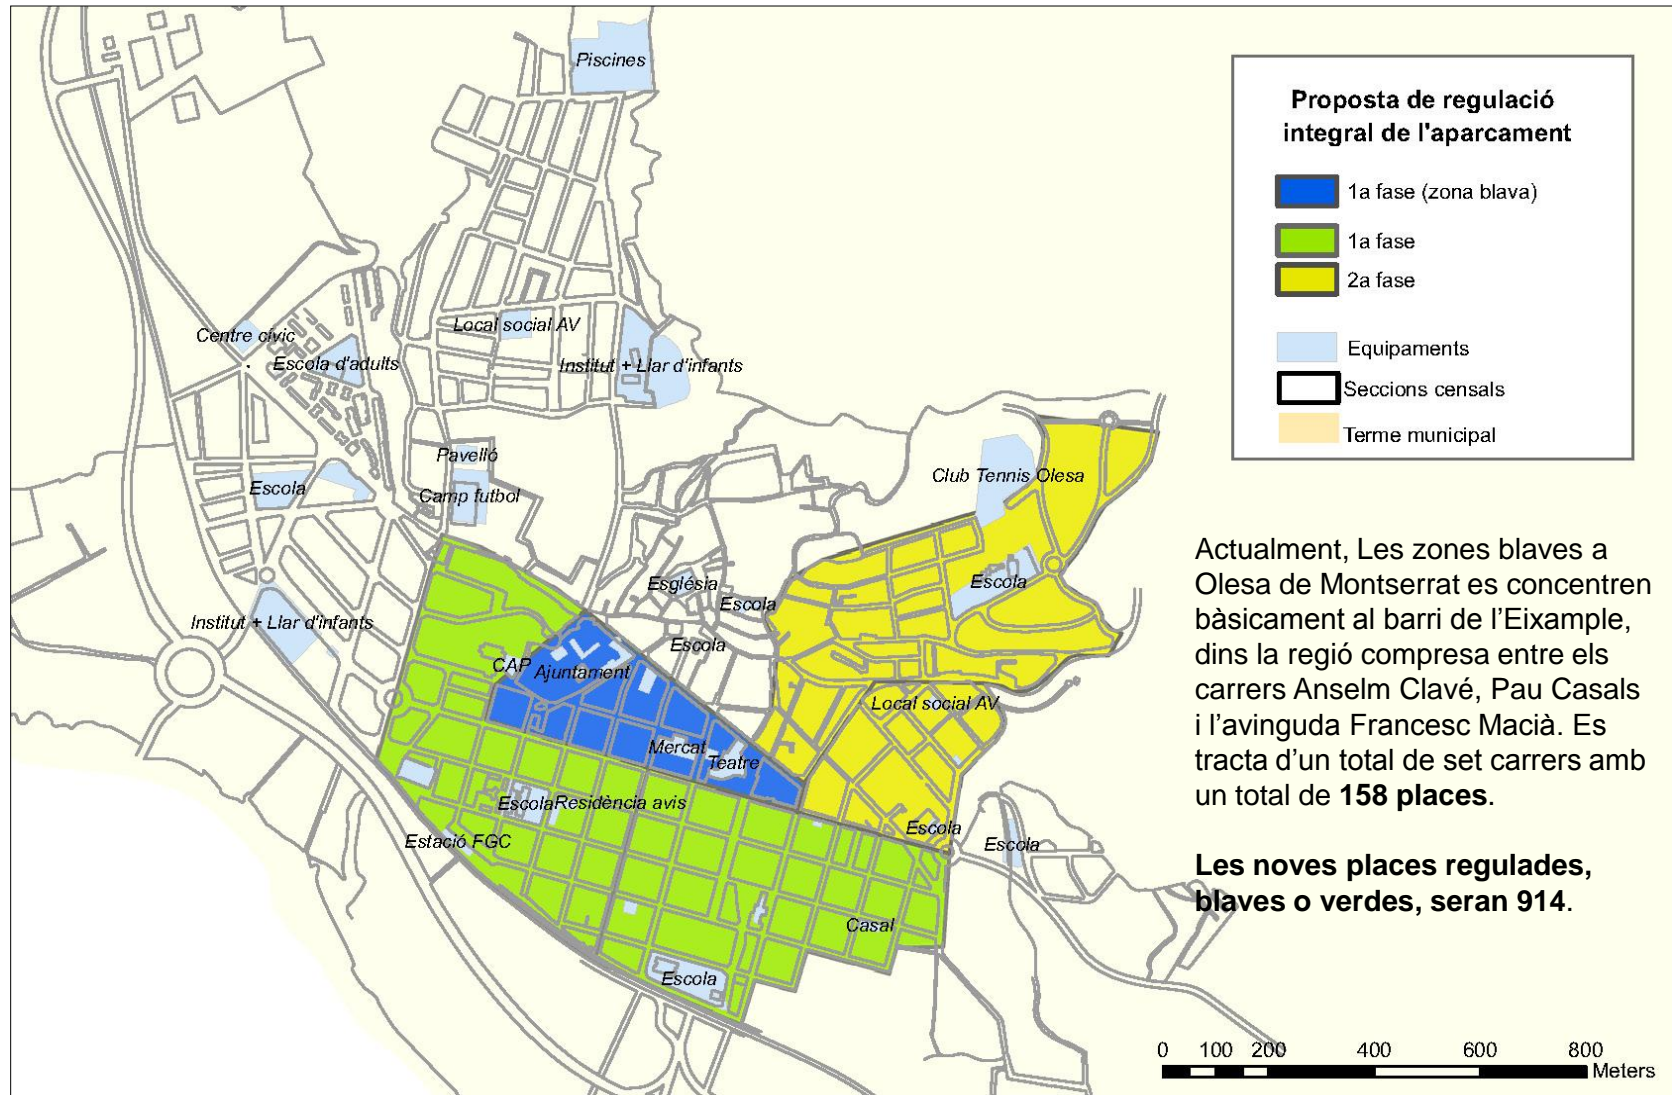 Piscines
Proposta de regulació
integral de l'aparcament
1a fase (zona blava)
1a fase
2a fase
Equipaments
Seccions censals
Terme municipal
Centre cívic
Local social AV
Escola d'adults
Institut + Llar d'infants
Pavelló
Club Tennis Olesa
Escola
Camp futbol
Església
Escola
Escola
Institut + Llar d'infants
Escola
CAP
Ajuntament
Local social AV
Mercat
Teatre
Escola
Residència avis
Estació FGC
Escola
Escola
Casal
Escola
Actualment, Les zones blaves a
Olesa de Montserrat es concentren
bàsicament al barri de l’Eixample,
dins la regió compresa entre els
carrers Anselm Clavé, Pau Casals
i l’avinguda Francesc Macià. Es
tracta d’un total de set carrers amb
un total de 158 places.
Les noves places regulades,
blaves o verdes, seran 914.
0 100 200 400 600 800
Meters